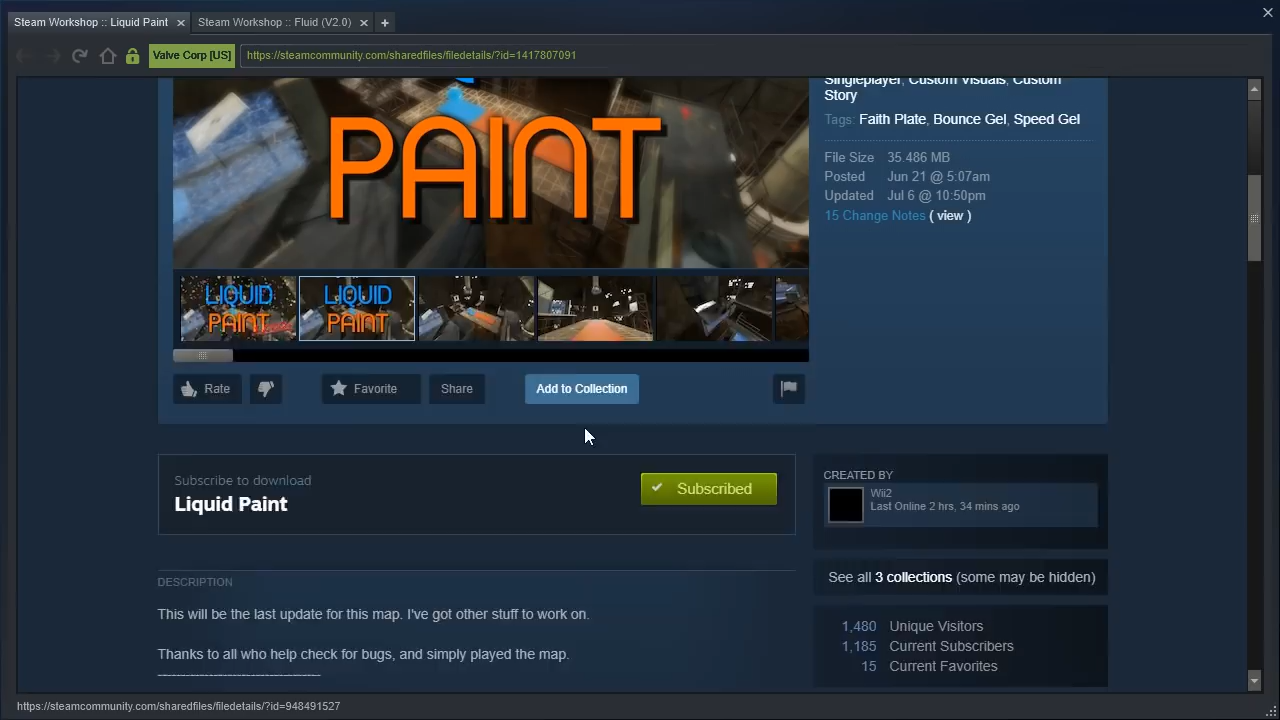 Steam Workshop :: Liquid Paint
Steam Workshop :: Fluid (V2.0)
Valve Corp [US]
https://steamcommunity.com/sharedfiles/filedetails/?id=1417807091
Singleplayer, Custom Visuals, Custom
Story
Tags: Faith Plate, Bounce Gel, Speed Gel
File Size 35.486 MB
Posted Jun 21 @ 5:07am
Updated Jul 6 @ 10:50pm
15 Change Notes ( view )
PAINT
LIQUID
PAINT
LIQUID
PAINT
Rate
Favorite
Share
Add to Collection
Subscribe to download
Liquid Paint
Subscribed
CREATED BY
Wii2
Last Online 2 hrs, 34 mins ago
See all 3 collections (some may be hidden)
1,480 Unique Visitors
1,185 Current Subscribers
15 Current Favorites
DESCRIPTION
This will be the last update for this map. I've got other stuff to work on.
Thanks to all who help check for bugs, and simply played the map.
https://steamcommunity.com/sharedfiles/filedetails/?id=948491527